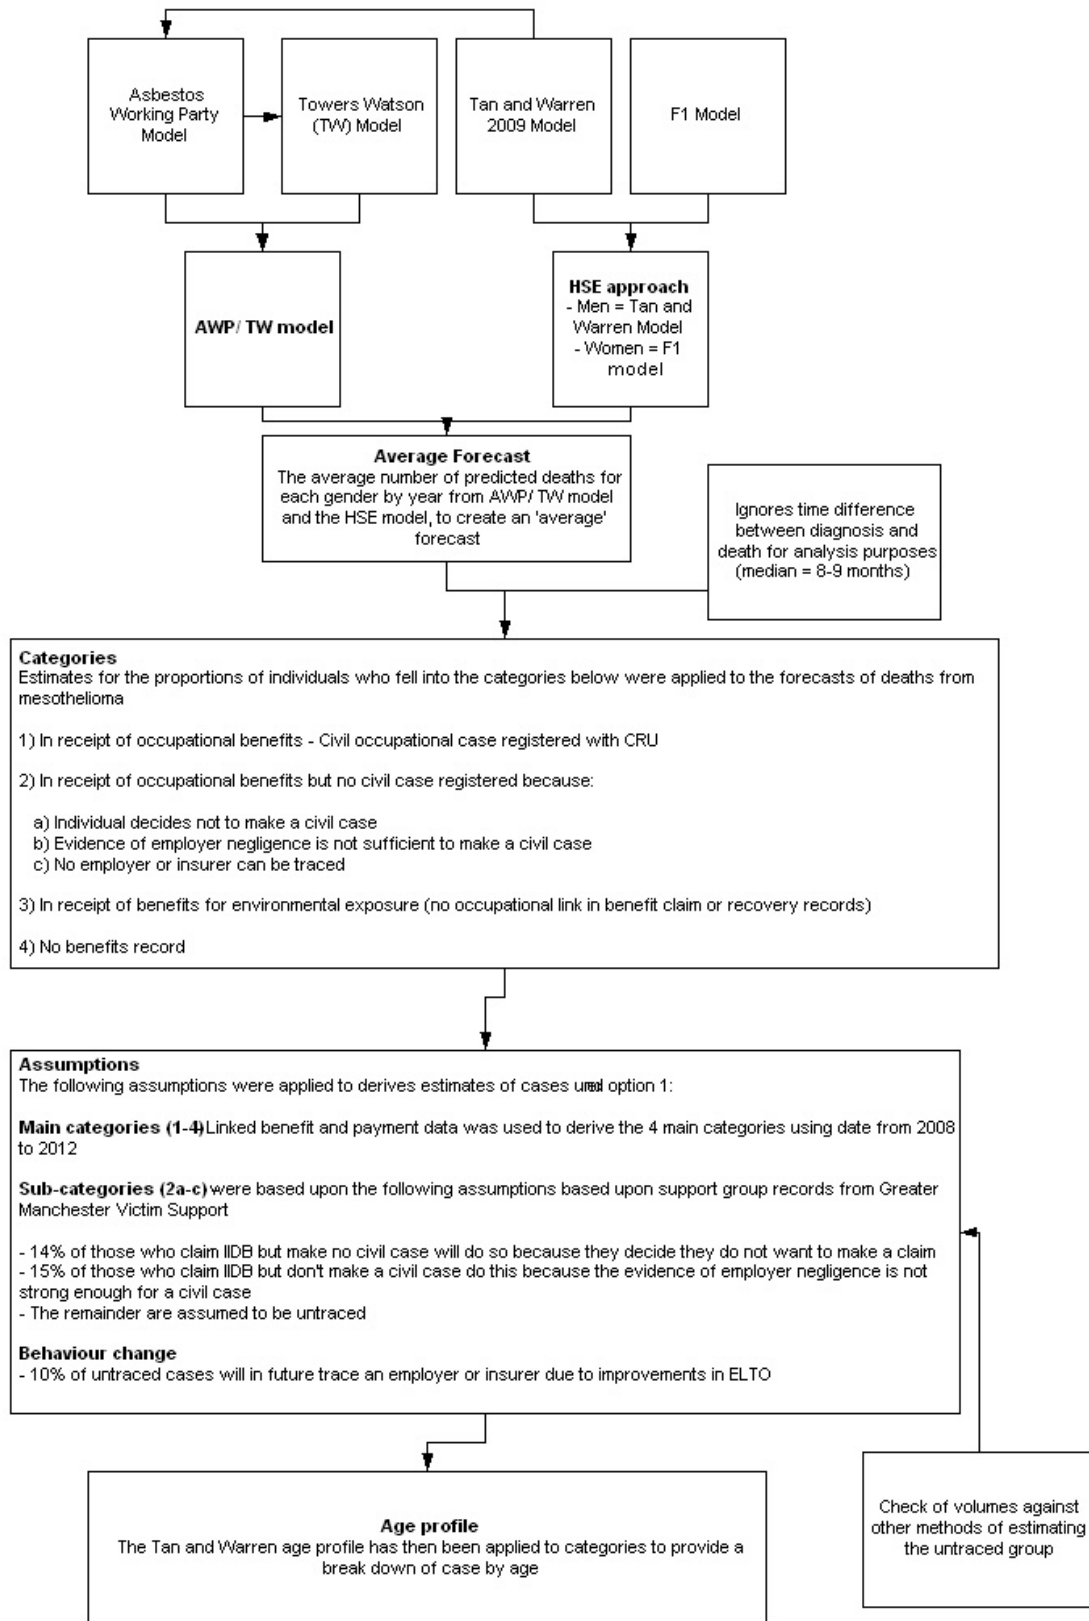 Asbestos
Working Party
Model
Towers Watson
(TW) Model
Tan and Warren
2009 Model
F1 Model
AWP/ TW model
HSE approach
- Men = Tan and
Warren Model
- Women = F1
model
Average Forecast
The average number of predicted deaths for
each gender by year from AWP/ TW model
and the HSE model, to create an 'average'
forecast
Ignores time difference
between diagnosis and
death for analysis purposes
(median = 8-9 months)
Categories
Estimates for the proportions of individuals who fell into the categories below were applied to the forecasts of deaths from
mesothelioma
1) In receipt of occupational benefits - Civil occupational case registered with CRU
2) In receipt of occupational benefits but no civil case registered because:
a) Individual decides not to make a civil case
b) Evidence of employer negligence is not sufficient to make a civil case
c) No employer or insurer can be traced
3) In receipt of benefits for environmental exposure (no occupational link in benefit claim or recovery records)
4) No benefits record
Assumptions
The following assumptions were applied to derives estimates of cases option 1:
Main categories (1-4) Linked benefit and payment data was used to derive the 4 main categories using date from 2008
to 2012
Sub-categories (2a-c) were based upon the following assumptions based upon support group records from Greater
Manchester Victim Support
- 14% of those who claim IIDB but make no civil case will do so because they decide they do not want to make a claim
- 15% of those who claim IIDB but don't make a civil case do this because the evidence of employer negligence is not
strong enough for a civil case
- The remainder are assumed to be untraced
Behaviour change
- 10% of untraced cases will in future trace an employer or insurer due to improvements in ELTO
Age profile
The Tan and Warren age profile has then been applied to categories to provide a
break down of case by age
Check of volumes against
other methods of estimating
the untraced group